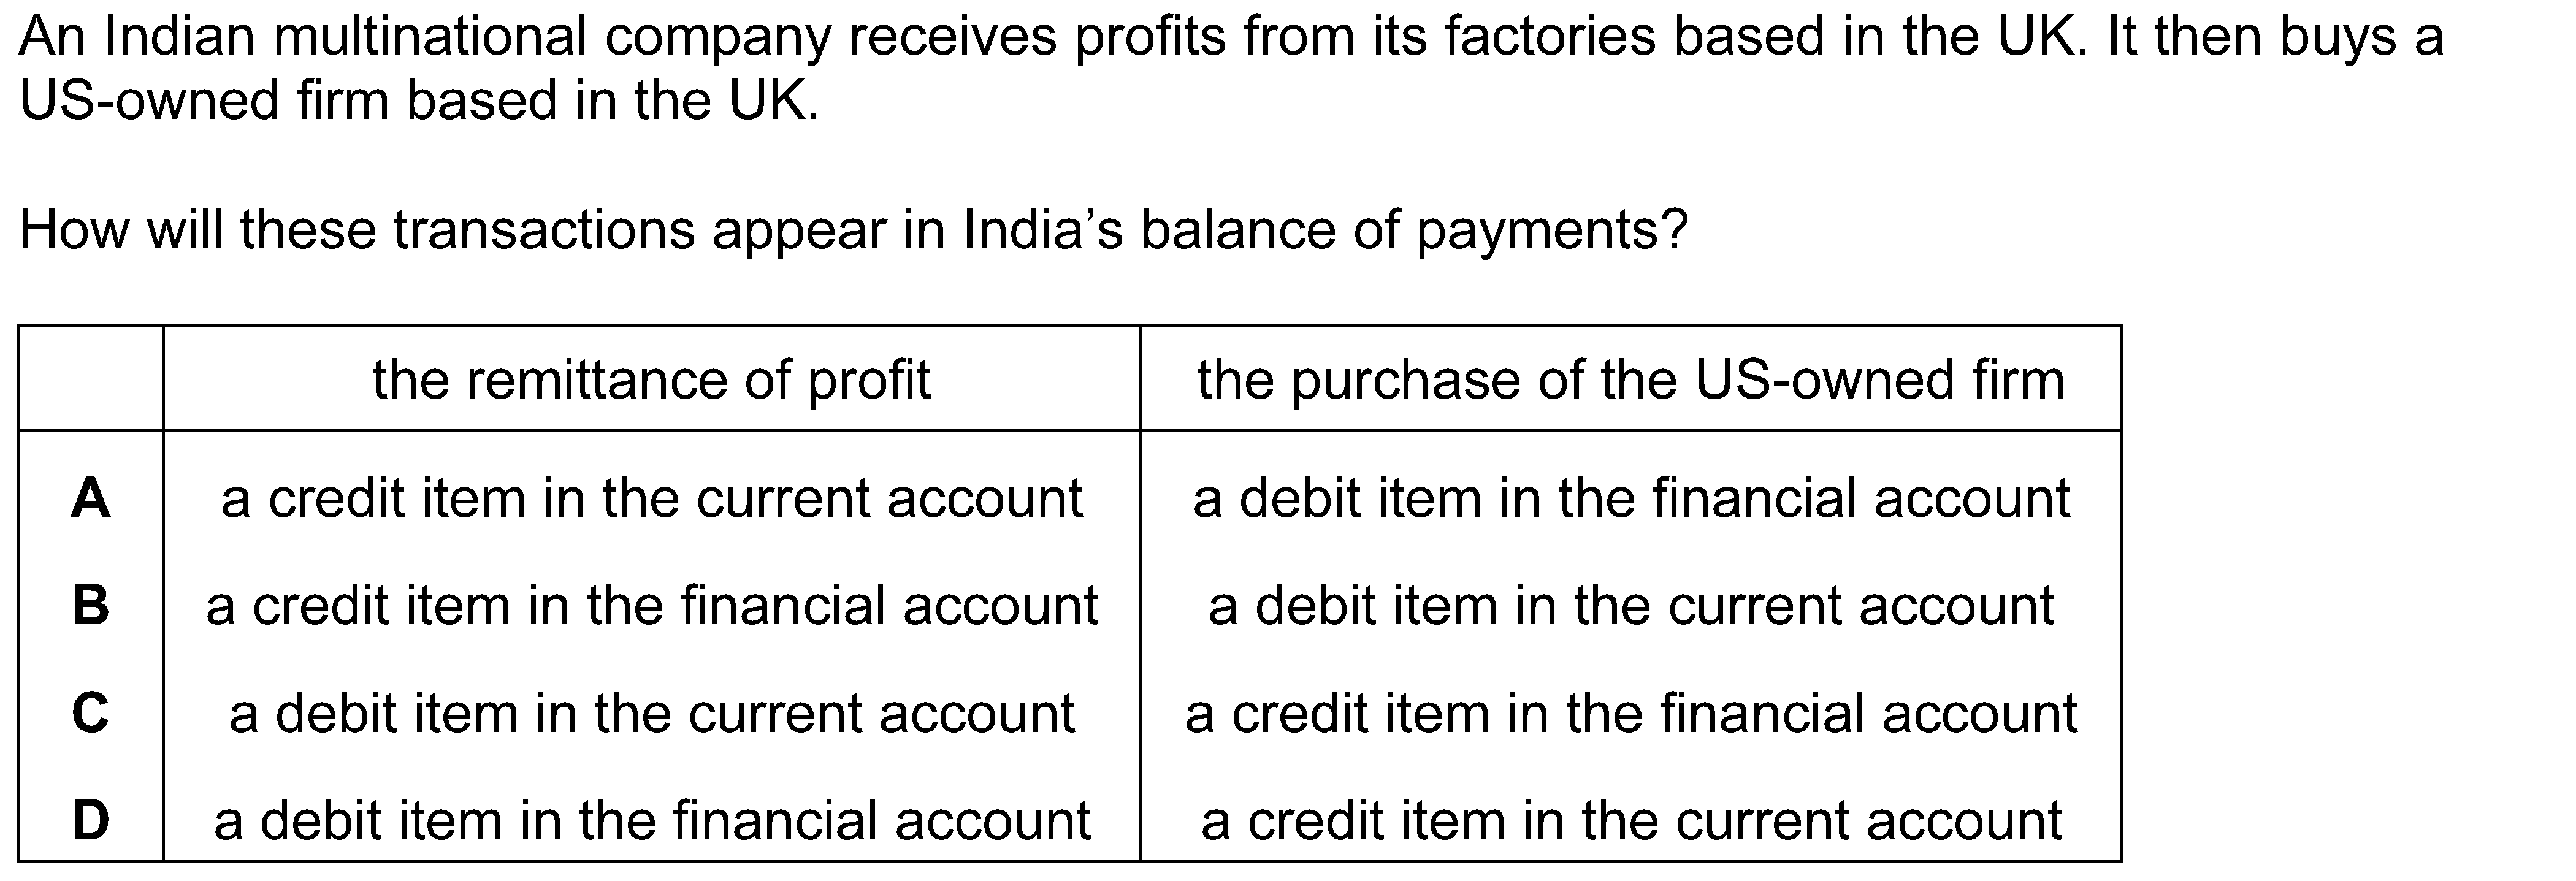 An Indian multinational company receives profits from its factories based in the UK. It then buys a
US-owned firm based in the UK.
How will these transactions appear in India’s balance of payments?
the remittance of profit the purchase of the US-owned firm
A a credit item in the current account a debit item in the financial account
B a credit item in the financial account a debit item in the current account
C a debit item in the current account a credit item in the financial account
D a debit item in the financial account a credit item in the current account